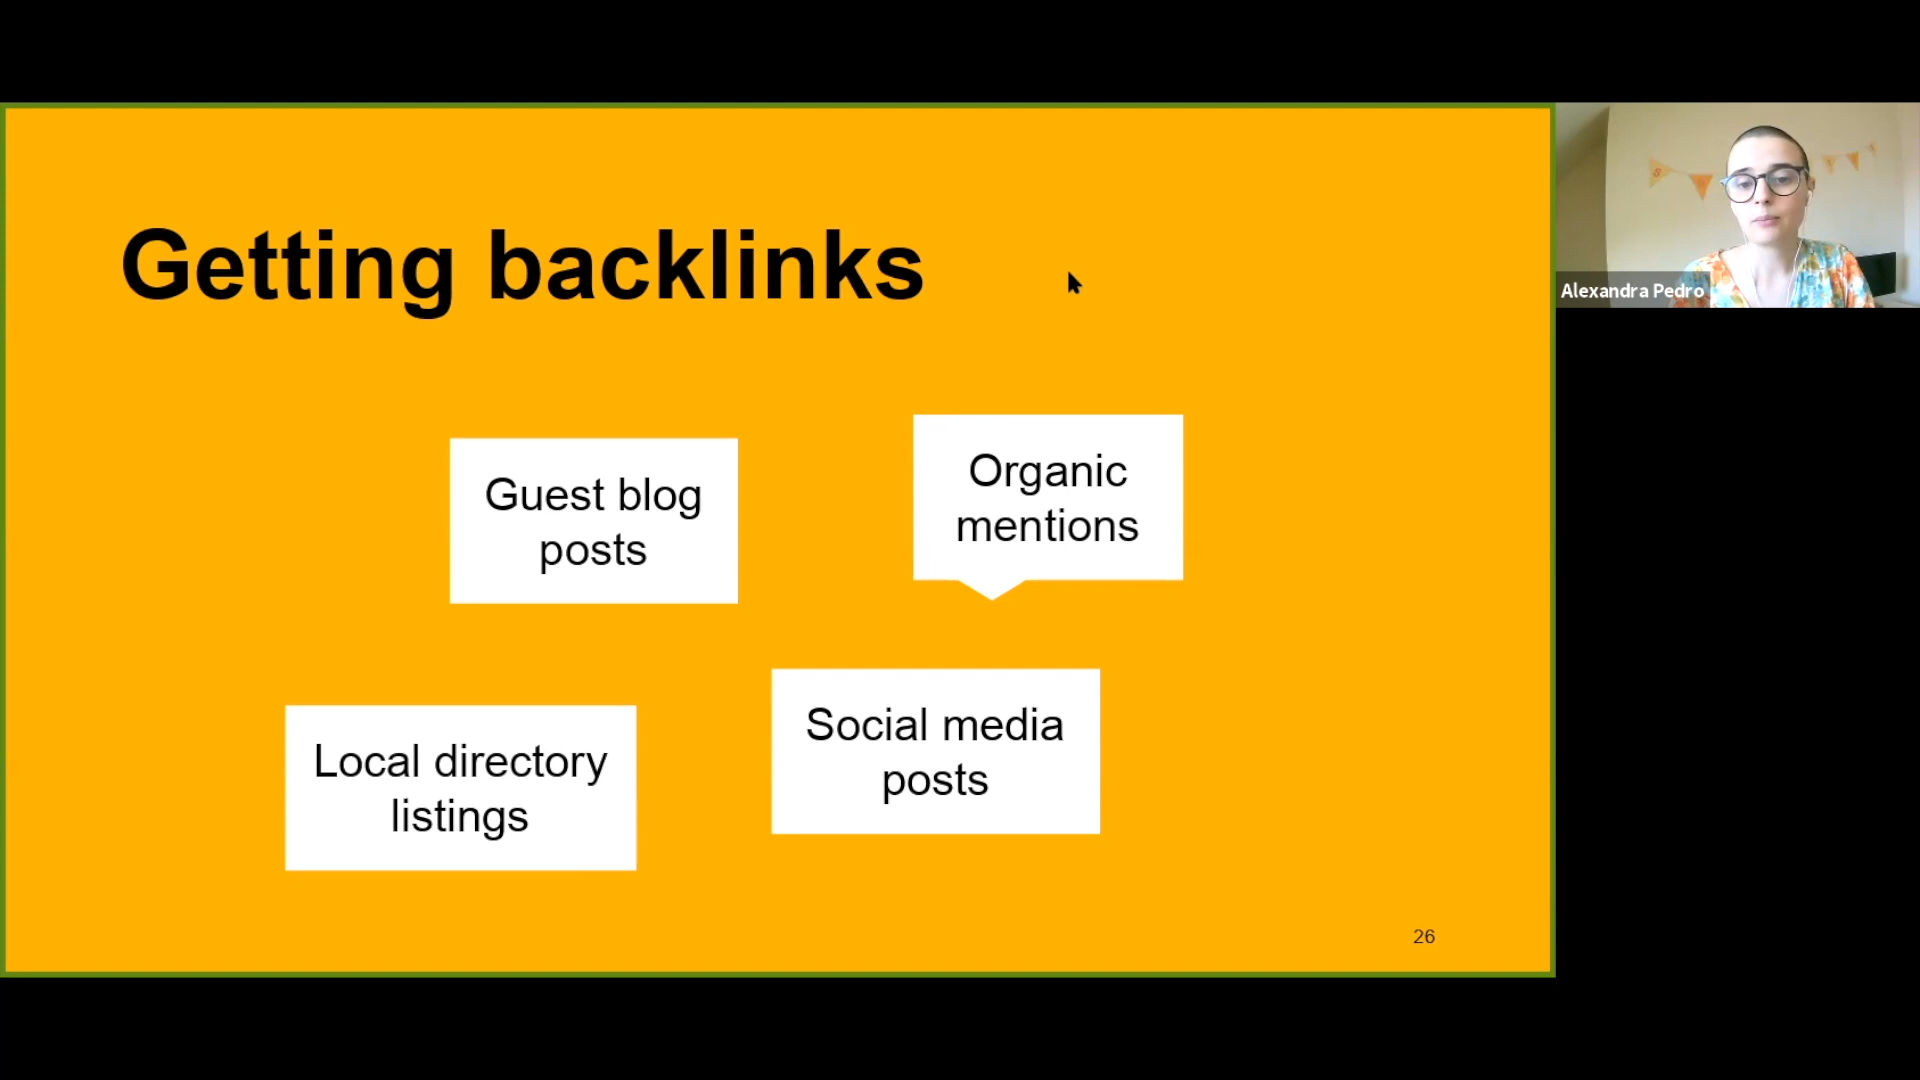 Getting backlinks
Alexandra Pedro
Guest blog
posts
Organic
mentions
Local directory
listings
Social media
posts
26